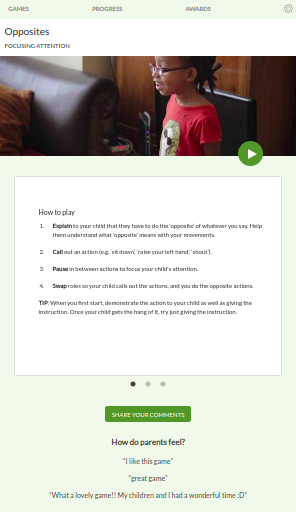 GAMES PROGRESS AWARDS
Opposites
FOCUSING ATTENTION
How to play
1. Explain to your child that they have to do the 'opposite' of whatever you say. Help
them understand what 'opposite' means with your movements.
2. Call out an action (e.g. 'sit down', 'raise your left hand', 'shout').
3. Pause in between actions to focus your child's attention.
4. Swap roles so your child calls out the actions, and you do the opposite actions.
TIP: When you first start, demonstrate the action to your child as well as giving the
instruction. Once your child gets the hang of it, try just giving the instruction.
SHARE YOUR COMMENTS
How do parents feel?
"I like this game"
"great game"
"What a lovely game!! My children and I had a wonderful time :D"